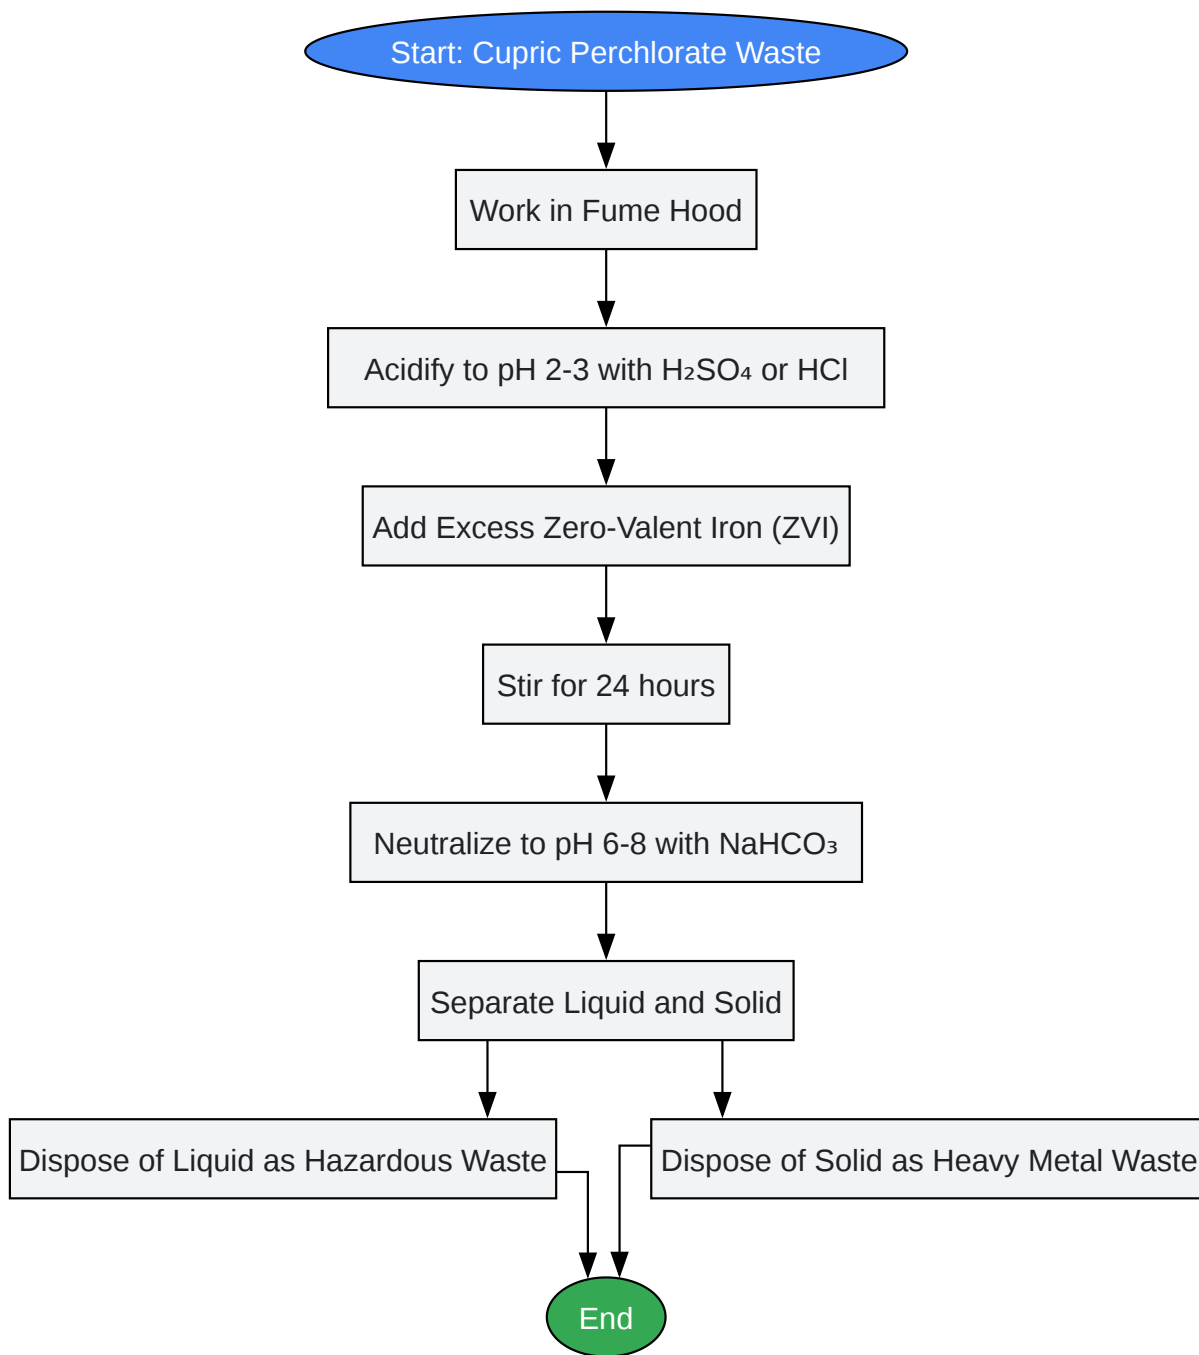 Start: Cupric Perchlorate Waste
Work in Fume Hood
Acidify to pH 2-3 with H₂SO₄ or HCl
Add Excess Zero-Valent Iron (ZVI)
Stir for 24 hours
Neutralize to pH 6-8 with NaHCO₃
Separate Liquid and Solid
Dispose of Liquid as Hazardous Waste
Dispose of Solid as Heavy Metal Waste
End